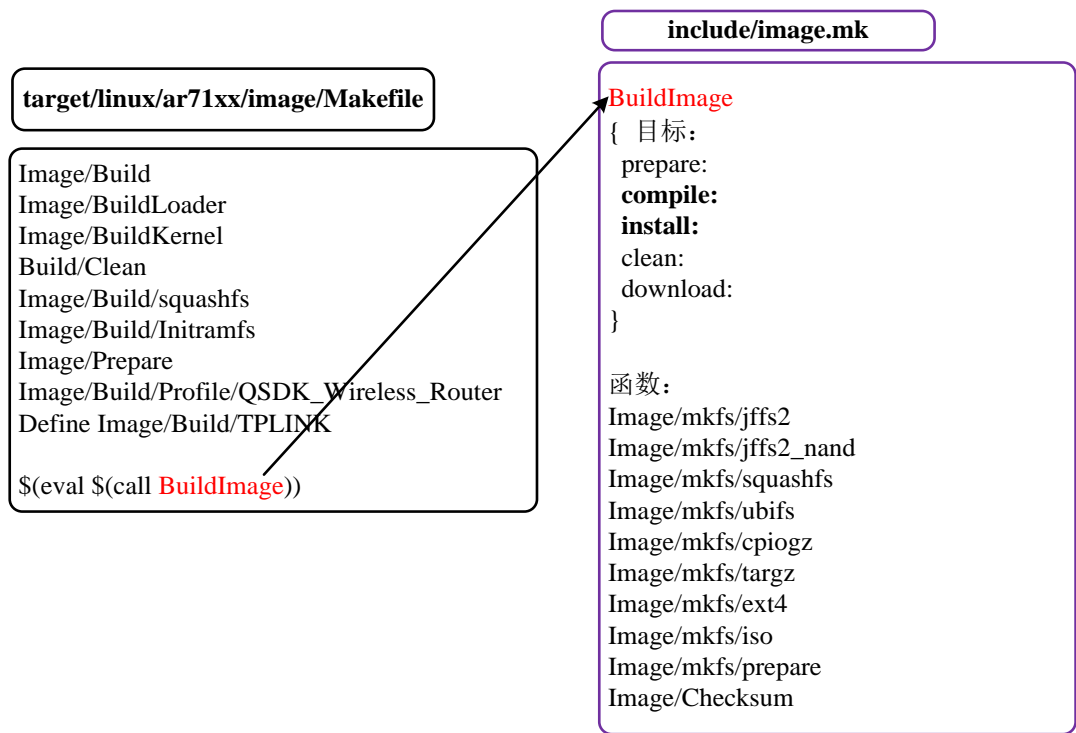 target/linux/ar71xx/image/Makefile
Image/Build
Image/BuildLoader
Image/BuildKernel
Build/Clean
Image/Build/squashfs
Image/Build/Initramfs
Image/Prepare
Image/Build/Profile/QSDK_Wireless_Router
Define Image/Build/TPLINK
$(eval $(call BuildImage))
include/image.mk
BuildImage
{ 目标：
prepare:
compile:
install:
clean:
download:
}
函数：
Image/mkfs/jffs2
Image/mkfs/jffs2_nand
Image/mkfs/squashfs
Image/mkfs/ubifs
Image/mkfs/cpiogz
Image/mkfs/targz
Image/mkfs/ext4
Image/mkfs/iso
Image/mkfs/prepare
Image/Checksum